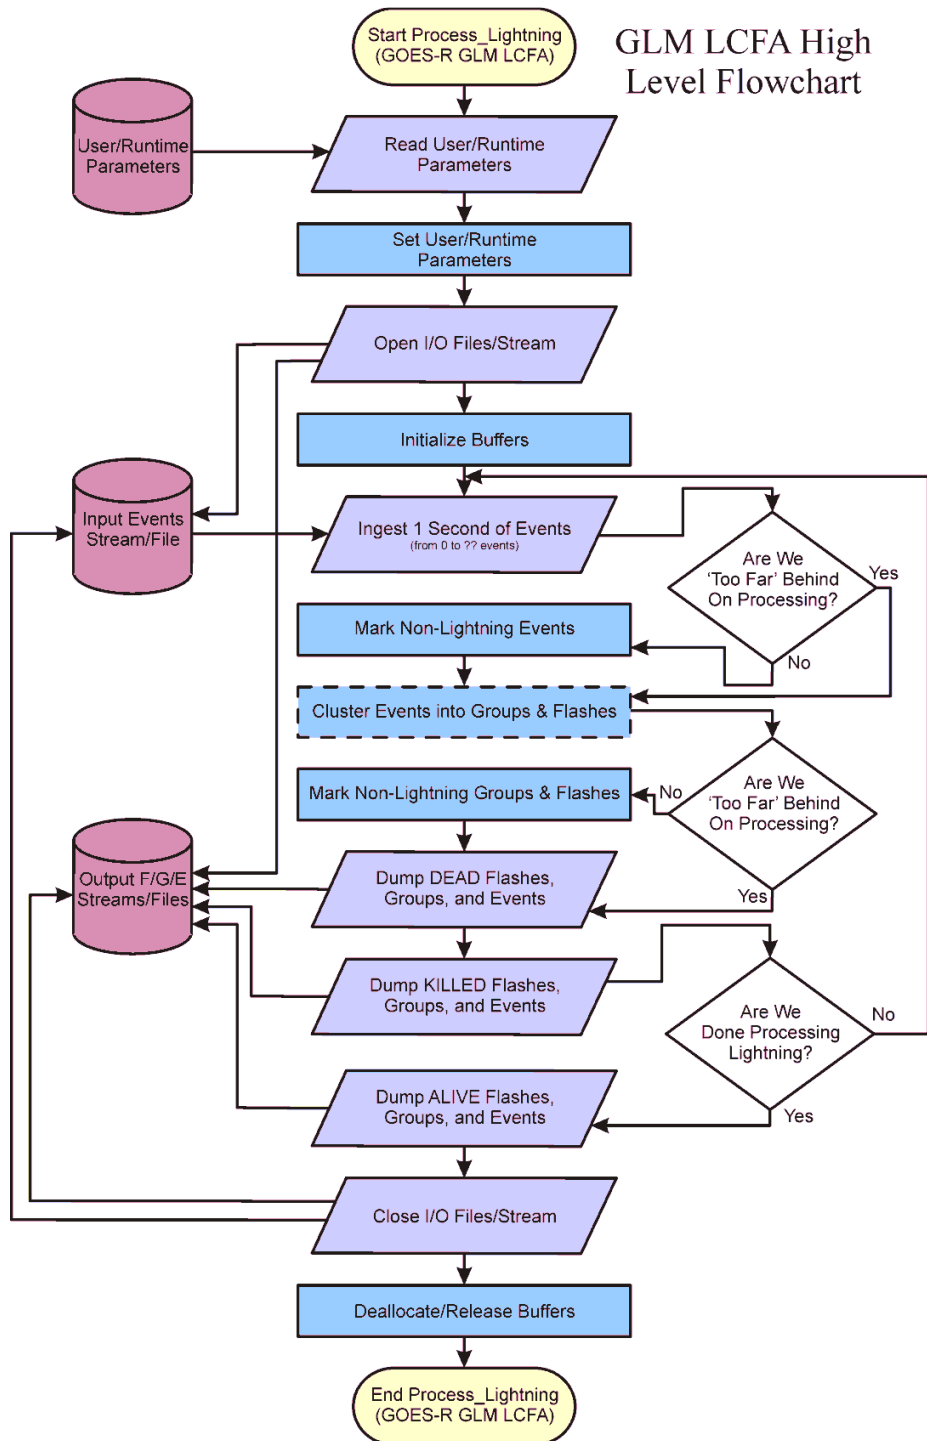 Start Process_Lightning
(GOES-R GLM LCFA)
GLM LCFA High
Level Flowchart
User/Runtime
Parameters
Read User/Runtime
Parameters
Set User/Runtime
Parameters
Open I/O Files/Stream
Initialize Buffers
Input Events
Stream/File
Ingest 1 Second of Events
(from 0 to ?? events)
Are We
‘Too Far’ Behind
On Processing?
Yes
No
Mark Non-Lightning Events
Cluster Events into Groups & Flashes
Are We
‘Too Far’ Behind
On Processing?
No
Yes
Mark Non-Lightning Groups & Flashes
Output F/G/E
Streams/Files
Dump DEAD Flashes,
Groups, and Events
Dump KILLED Flashes,
Groups, and Events
Are We
Done Processing
Lightning?
No
Yes
Dump ALIVE Flashes,
Groups, and Events
Close I/O Files/Stream
Deallocate/Release Buffers
End Process_Lightning
(GOES-R GLM LCFA)